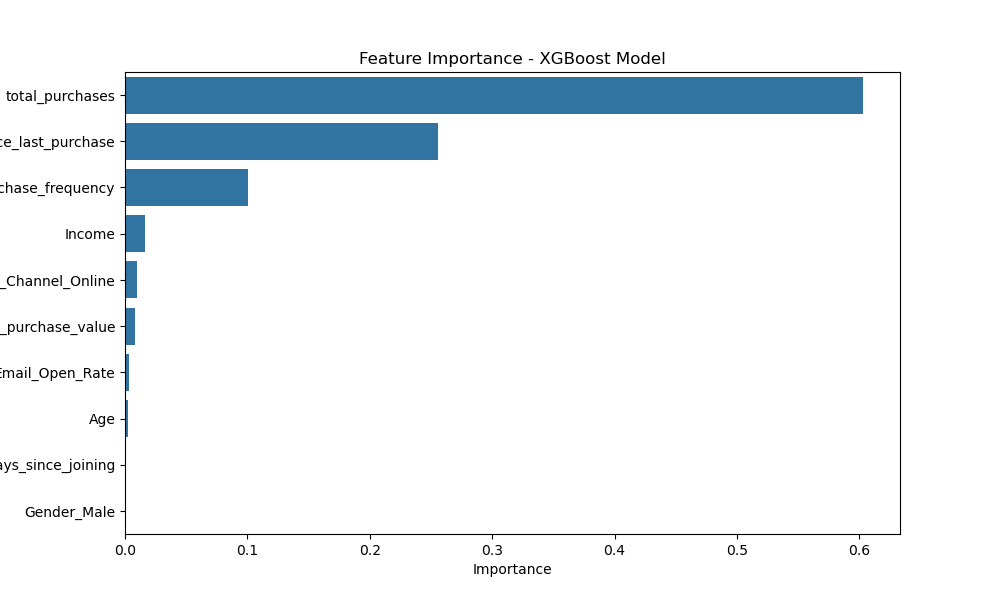 Feature Importance - XGBoost Model
total_purchases
ce_last_purchase
chase_frequency
Income
_Channel_Online
_purchase_value
Email_Open_Rate
Age
ays_since_joining
Gender_Male
0.0 0.1 0.2 0.3 0.4 0.5 0.6
Importance